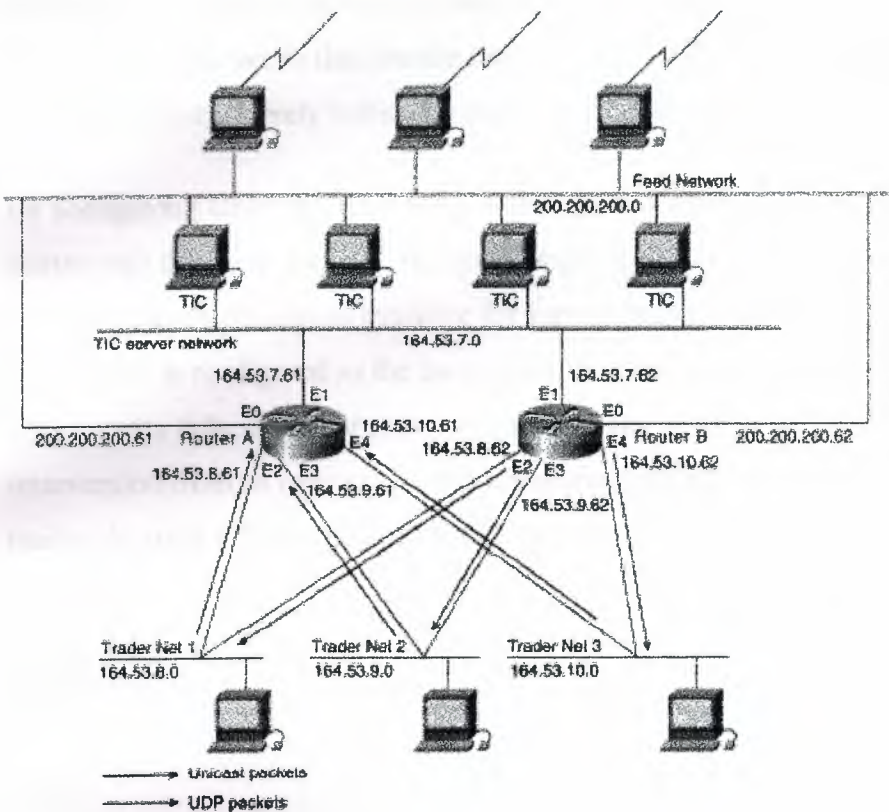 Feed Network
200.200.200.0
TIC
TIC
TIC
TIC
TIC server network
164.53.7.0
164.53.7.61
164.53.7.62
E1
E1
E0
E0
164.53.10.61
200.200.200.61
Router A
E4
164.53.8.62
E4
Router B
200.200.200.62
164.53.8.61
E2
E3
E2
E3
164.53.10.62
164.53.9.61
164.53.9.62
Trader Net 1
Trader Net 2
Trader Net 3
164.53.8.0
164.53.9.0
164.53.10.0
Unicast packets
UDP packets